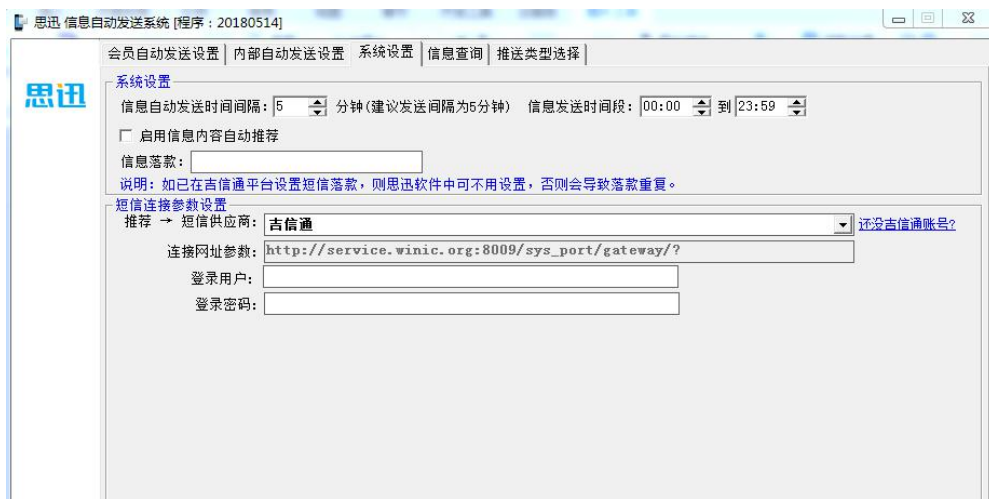 思迅 信息自动发送系统 [程序：20180514]
会员自动发送设置 内部自动发送设置 系统设置 信息查询 推送类型选择
思迅
系统设置
信息自动发送时间间隔：5 分钟(建议发送间隔为5分钟) 信息发送时间段：00:00 到 23:59
启用信息内容自动推荐
信息落款：
说明：如已在吉信通平台设置短信落款，则思迅软件中可不用设置，否则会导致落款重复。
短信连接参数设置
推荐 → 短信供应商：吉信通 还没吉信通账号?
连接网址参数：http://service.winic.org:8009/sys_port/gateway/?
登录用户：
登录密码：